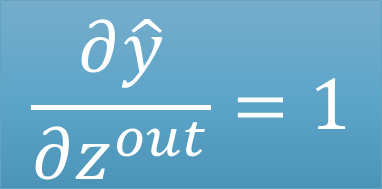 ∂ŷ/∂z^out = 1